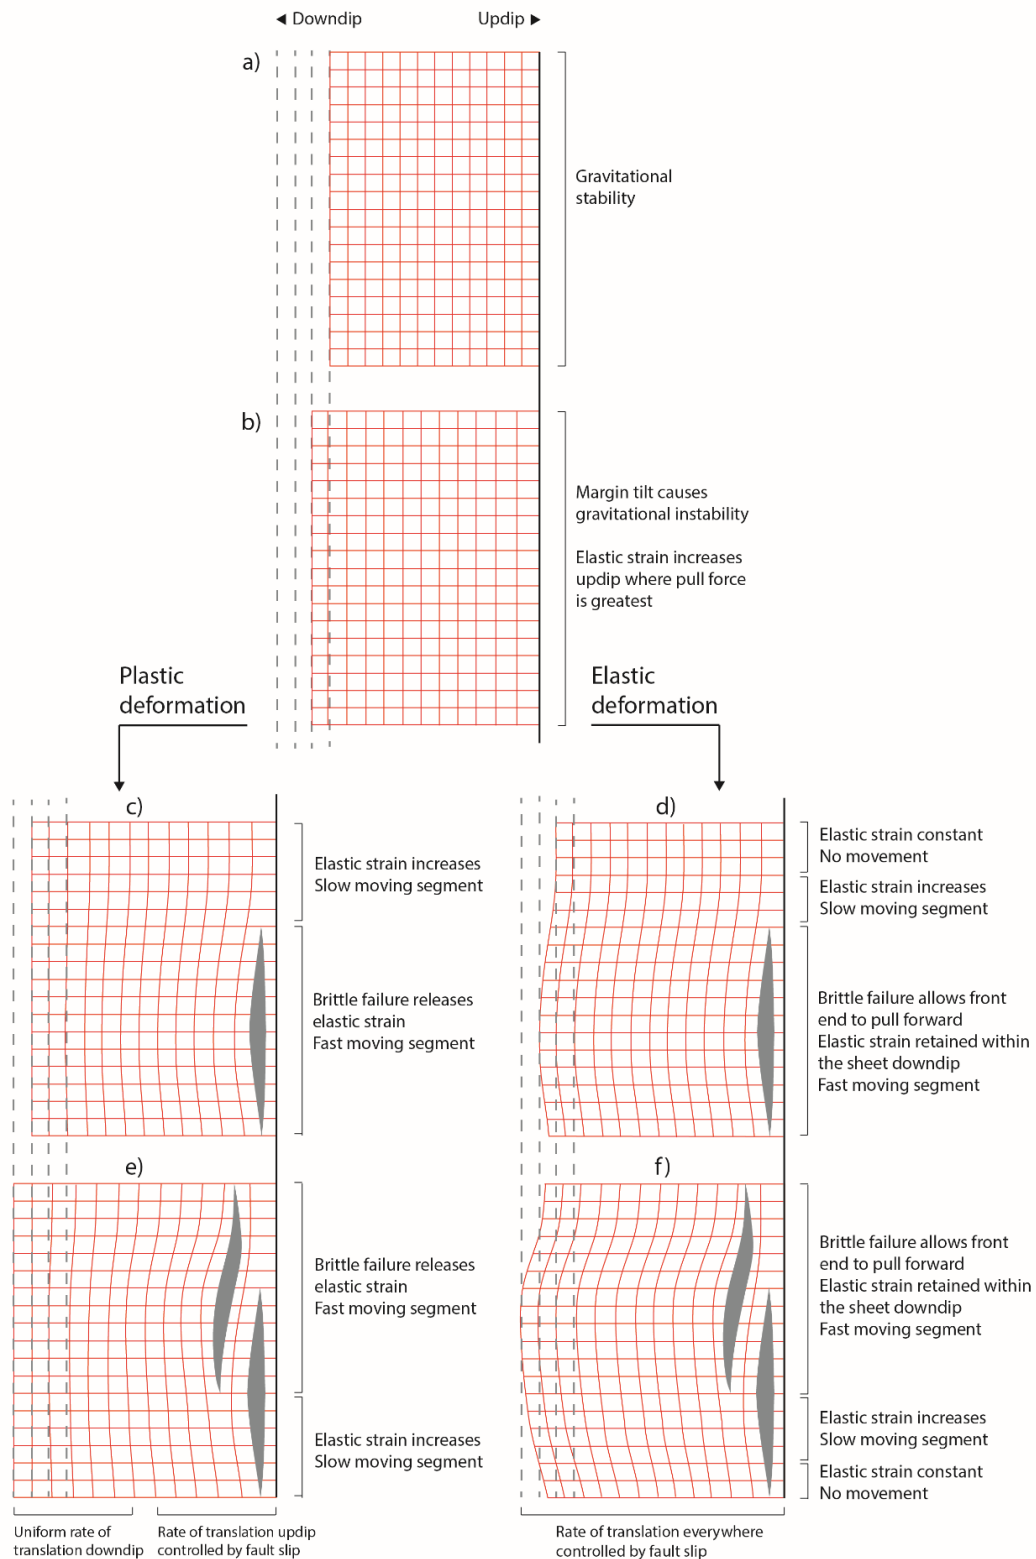 ◄ Downdip
Updip ►
a)
Gravitational
stability
b)
Margin tilt causes
gravitational instability
Elastic strain increases
updip where pull force
is greatest
Plastic
deformation
Elastic
deformation
c)
Elastic strain increases
Slow moving segment
Brittle failure releases
elastic strain
Fast moving segment
d)
Elastic strain constant
No movement
Elastic strain increases
Slow moving segment
Brittle failure allows front
end to pull forward
Elastic strain retained within
the sheet downdip
Fast moving segment
e)
Brittle failure releases
elastic strain
Fast moving segment
Elastic strain increases
Slow moving segment
Uniform rate of
translation downdip
Rate of translation updip
controlled by fault slip
f)
Brittle failure allows front
end to pull forward
Elastic strain retained within
the sheet downdip
Fast moving segment
Elastic strain increases
Slow moving segment
Elastic strain constant
No movement
Rate of translation everywhere
controlled by fault slip